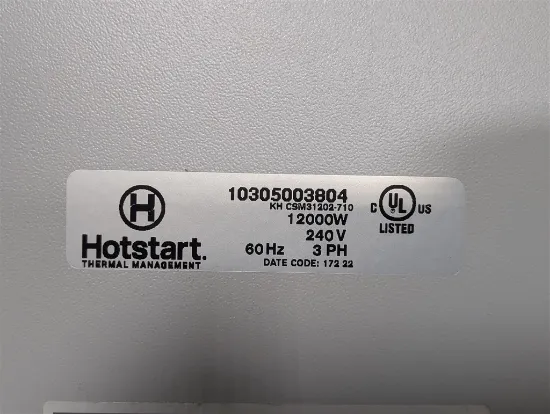 H
Hotstart.
THERMAL MANAGEMENT
10305003804
KH CSM31202-710
12000W
240V
60Hz 3 PH
DATE CODE: 172 22
C UL US
LISTED